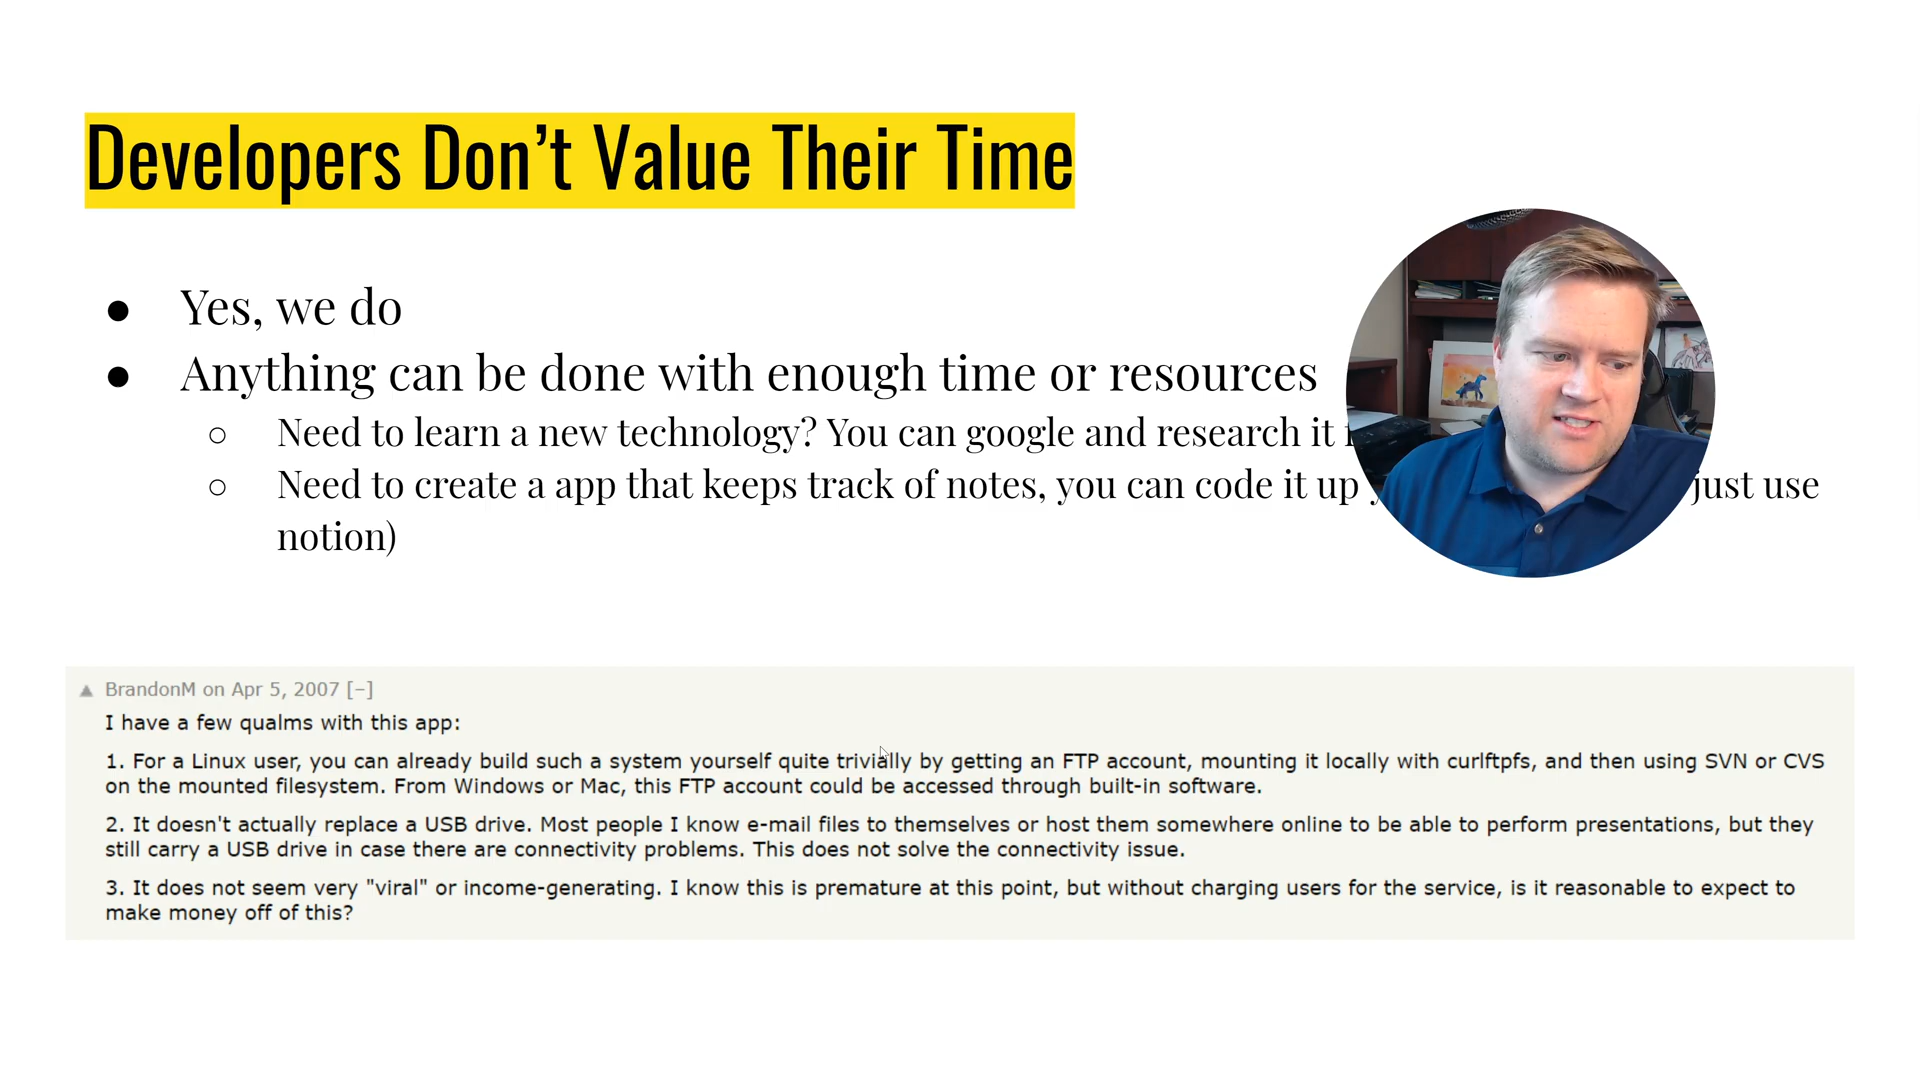 Developers Don’t Value Their Time
● Yes, we do
● Anything can be done with enough time or resources
○ Need to learn a new technology? You can google and research it
○ Need to create a app that keeps track of notes, you can code it up just use
notion)
▲ BrandonM on Apr 5, 2007 [–]
I have a few qualms with this app:
1. For a Linux user, you can already build such a system yourself quite trivially by getting an FTP account, mounting it locally with curlftpfs, and then using SVN or CVS
on the mounted filesystem. From Windows or Mac, this FTP account could be accessed through built-in software.
2. It doesn't actually replace a USB drive. Most people I know e-mail files to themselves or host them somewhere online to be able to perform presentations, but they
still carry a USB drive in case there are connectivity problems. This does not solve the connectivity issue.
3. It does not seem very "viral" or income-generating. I know this is premature at this point, but without charging users for the service, is it reasonable to expect to
make money off of this?